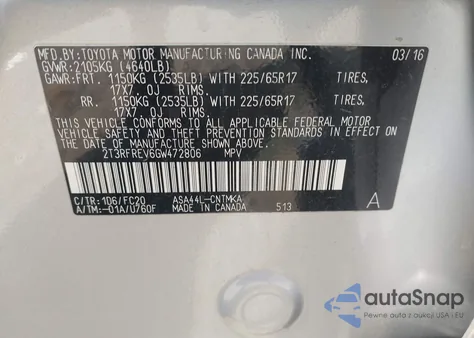 MFD.BY:TOYOTA MOTOR MANUFACTURING CANADA INC. 03/16
GVWR: 2105KG (4640LB)
GAWR:FRT. 1150KG (2535LB) WITH 225/65R17 TIRES,
17X7 0J RIMS.
RR. 1150KG (2535LB) WITH 225/65R17 TIRES,
17X7 0J RIMS.
THIS VEHICLE CONFORMS TO ALL APPLICABLE FEDERAL MOTOR
VEHICLE SAFETY AND THEFT PREVENTION STANDARDS IN EFFECT ON THE
DATE OF MANUFACTURE SHOWN ABOVE.
2T3RFREV6GW472806 MPV
C/TR:1D6/FC20 ASA44L-CNTMKA
A/TM:-01A/U760F MADE IN CANADA 513 A
autoSnap
Pewne auta z aukcji USA i EU